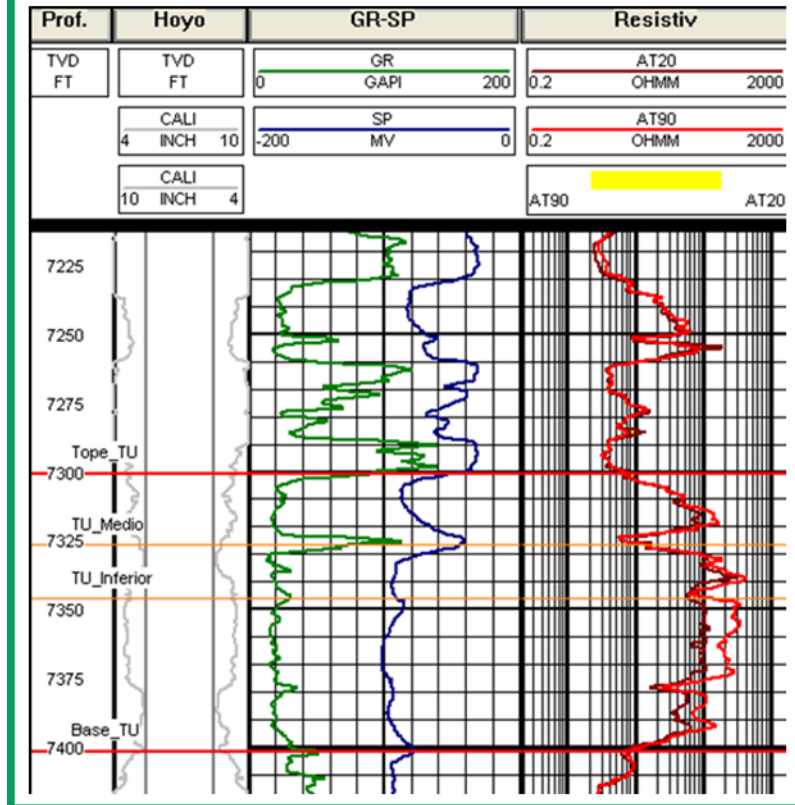 Prof. Hoyo GR-SP Resistiv
TVD TVD GR AT20
FT FT 0 GAPI 200 0.2 OHMM 2000
CALI SP AT90
4 INCH 10 -200 MV 0 0.2 OHMM 2000
CALI
10 INCH 4 AT90 AT20
7225
7250
7275
Tope_TU
7300
TU_Medio
7325
TU_Inferior
7350
7375
Base_TU
7400